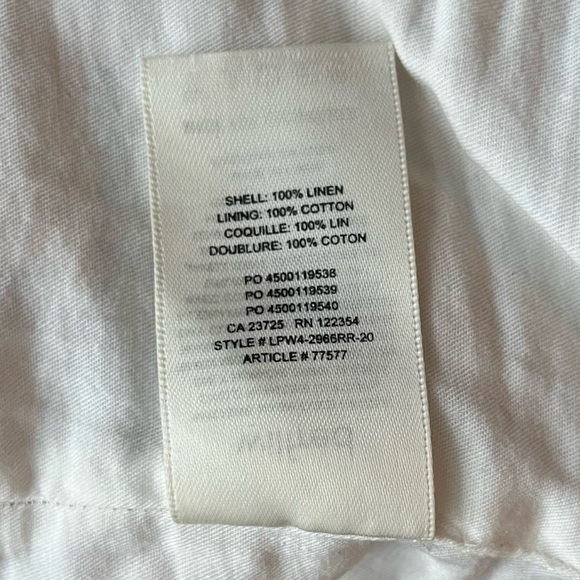 SHELL: 100% LINEN
LINING: 100% COTTON
COQUILLE: 100% LIN
DOUBLURE: 100% COTON
PO 4500119538
PO 4500119539
PO 4500119540
CA 23725 RN 122354
STYLE # LPW4-2966RR-20
ARTICLE # 77577